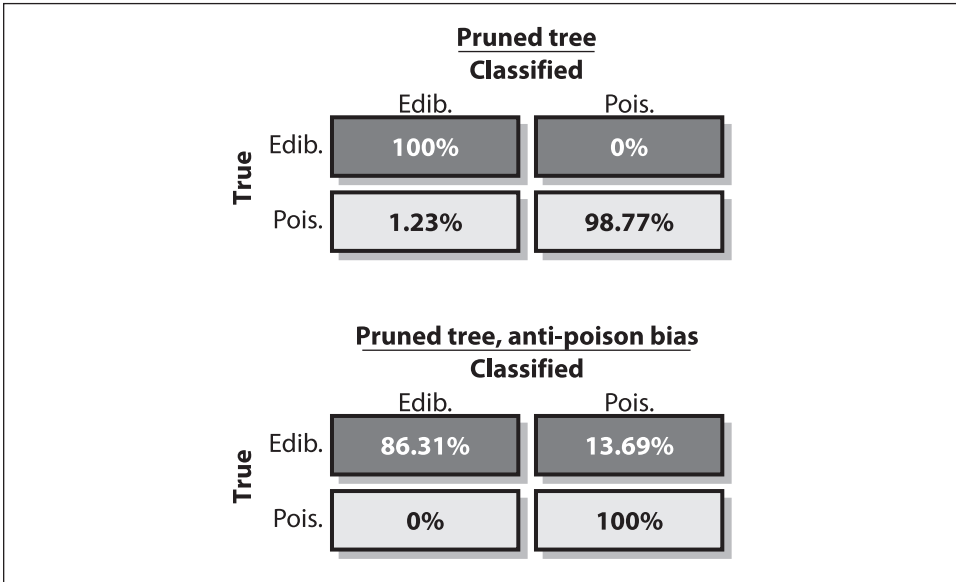 Pruned tree
Classified
Edib. Pois.
True
Edib. 100% 0%
Pois. 1.23% 98.77%
Pruned tree, anti-poison bias
Classified
Edib. Pois.
True
Edib. 86.31% 13.69%
Pois. 0% 100%